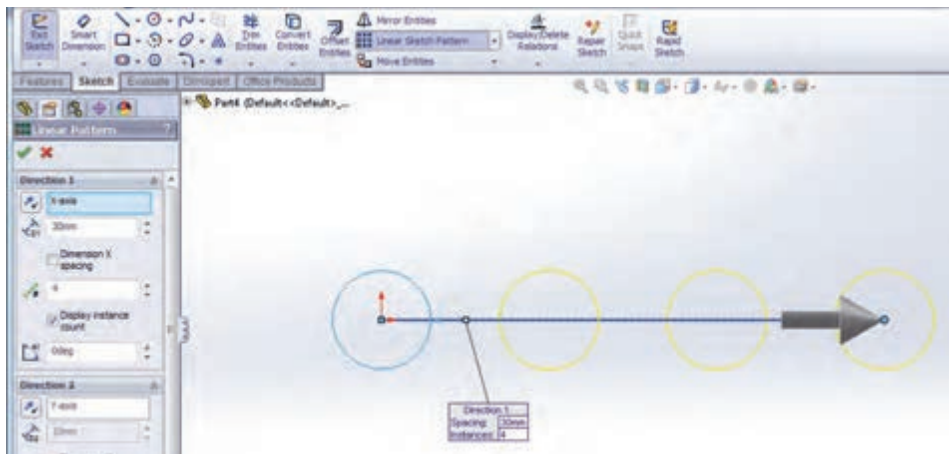 Exit Sketch
Smart Dimension
Trim Entities
Convert Entities
Offset Entities
Mirror Entities
Linear Sketch Pattern
Move Entities
Display/Delete Relations
Repair Sketch
Quick Snaps
Rapid Sketch
Features Sketch Evaluate DimXpert Office Products
Part4 (Default<<Default>_...
Linear Pattern ?
Direction 1
X-axis
30mm
Dimension X spacing
4
Display instance count
0deg
Direction 2
Y-axis
Direction 1
Spacing: 30mm
Instances: 4